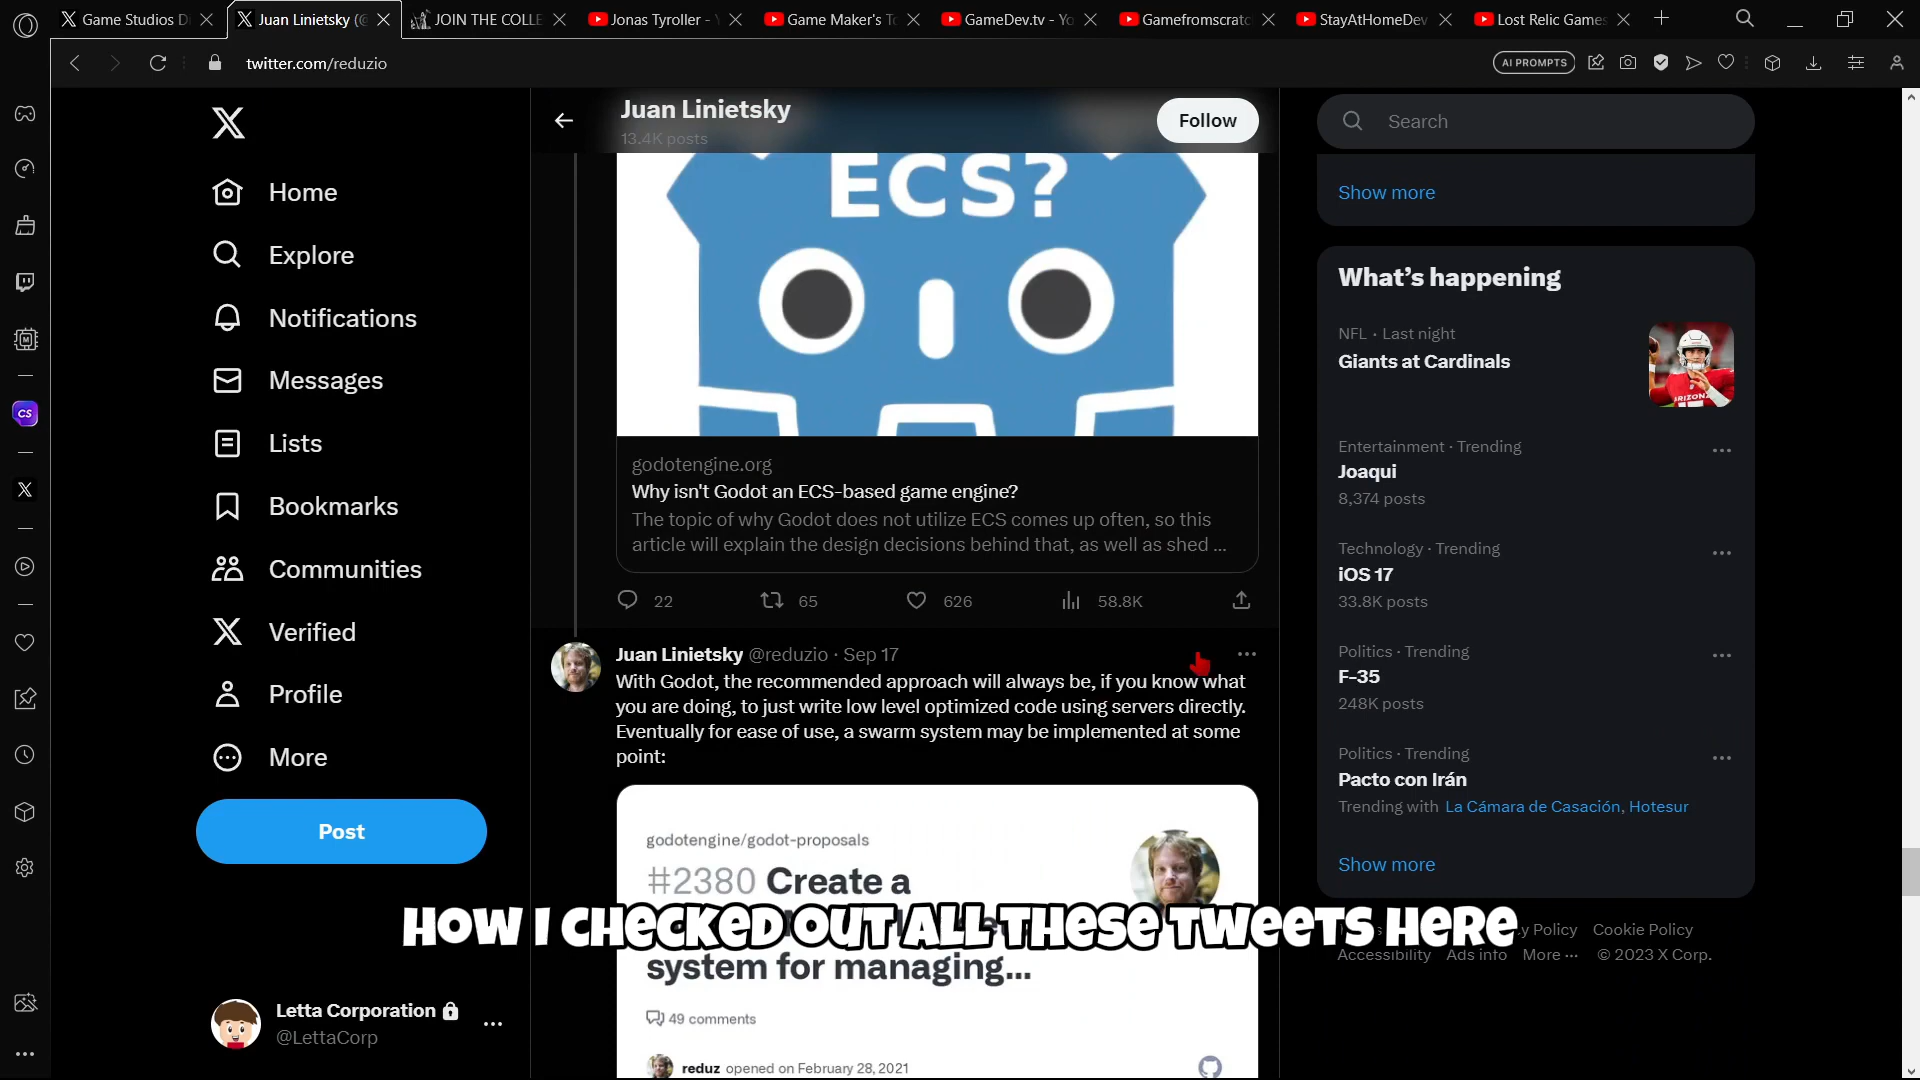 Game Studios D
Juan Linietsky (@
JOIN THE COLLE
Jonas Tyroller -
Game Maker's To
GameDev.tv - Yo
Gamefromscratc
StayAtHomeDev
Lost Relic Games
twitter.com/reduzio
AI PROMPTS
Juan Linietsky
13.4K posts
Follow
Search
Home
Explore
Notifications
Messages
Lists
Bookmarks
Communities
Verified
Profile
More
Post
Letta Corporation
@LettaCorp
ECS?
godotengine.org
Why isn't Godot an ECS-based game engine?
The topic of why Godot does not utilize ECS comes up often, so this
article will explain the design decisions behind that, as well as shed ...
22 65 626 58.8K
Juan Linietsky @reduzio · Sep 17
With Godot, the recommended approach will always be, if you know what
you are doing, to just write low level optimized code using servers directly.
Eventually for ease of use, a swarm system may be implemented at some
point:
godotengine/godot-proposals
#2380 Create a
system for managing...
49 comments
reduz opened on February 28, 2021
HOW I CHECKED OUT ALL THESE TWEETS HERE
Show more
What's happening
NFL · Last night
Giants at Cardinals
Entertainment · Trending
Joaqui
8,374 posts
Technology · Trending
iOS 17
33.8K posts
Politics · Trending
F-35
248K posts
Politics · Trending
Pacto con Irán
Trending with La Cámara de Casación, Hotesur
Show more
Policy Cookie Policy
Accessibility Ads info More ··· © 2023 X Corp.